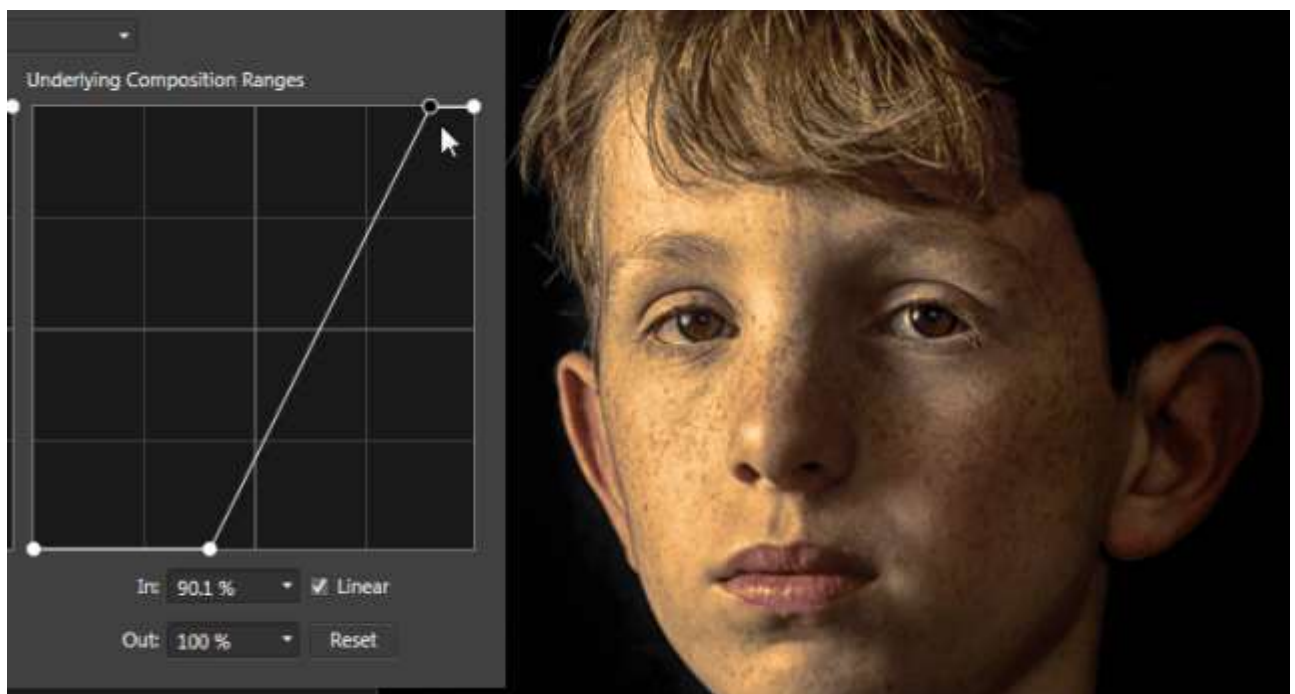 Underlying Composition Ranges
In: 90.1 % Linear
Out: 100 % Reset